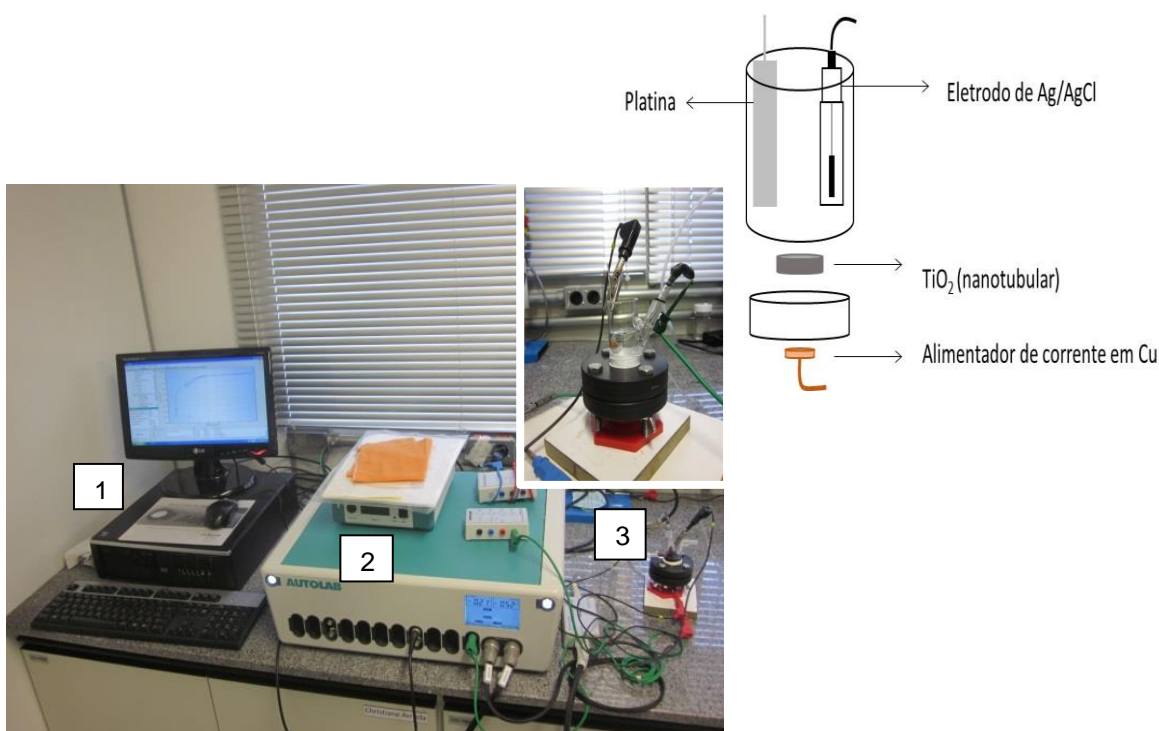 Platina
Eletrodo de Ag/AgCl
TiO₂ (nanotubular)
Alimentador de corrente em Cu
1
2
3
LG
AUTOLAB